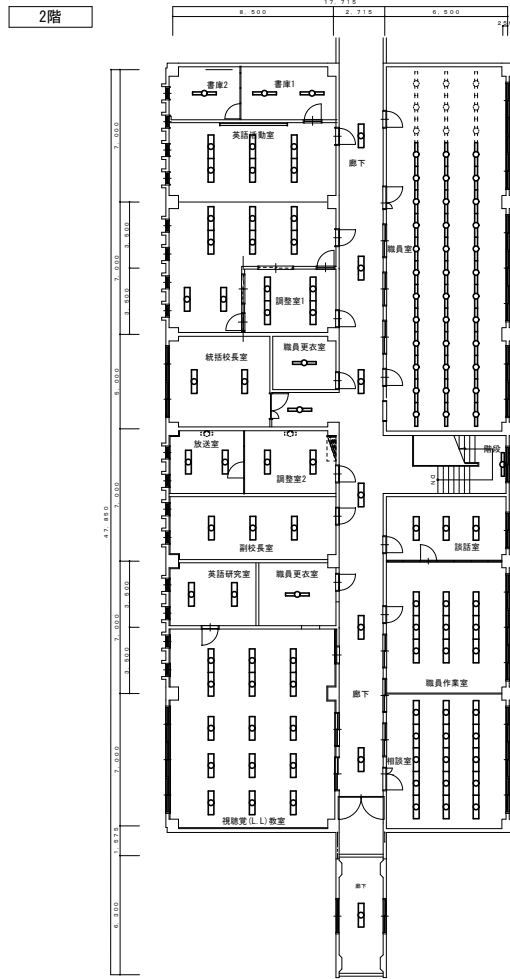 2階
17,715
8,500
2,715
6,500
250
書庫2
書庫1
英語活動室
廊下
7,000
職員室
3,500
7,000
3,500
調整室1
職員更衣室
統括校長室
6,000
放送室
階段
調整室2
DN
7,000
47,850
談話室
副校長室
英語研究室
職員更衣室
3,500
7,000
3,500
職員作業室
廊下
相談室
7,000
視聴覚(L.L)教室
1,575
廊下
6,300